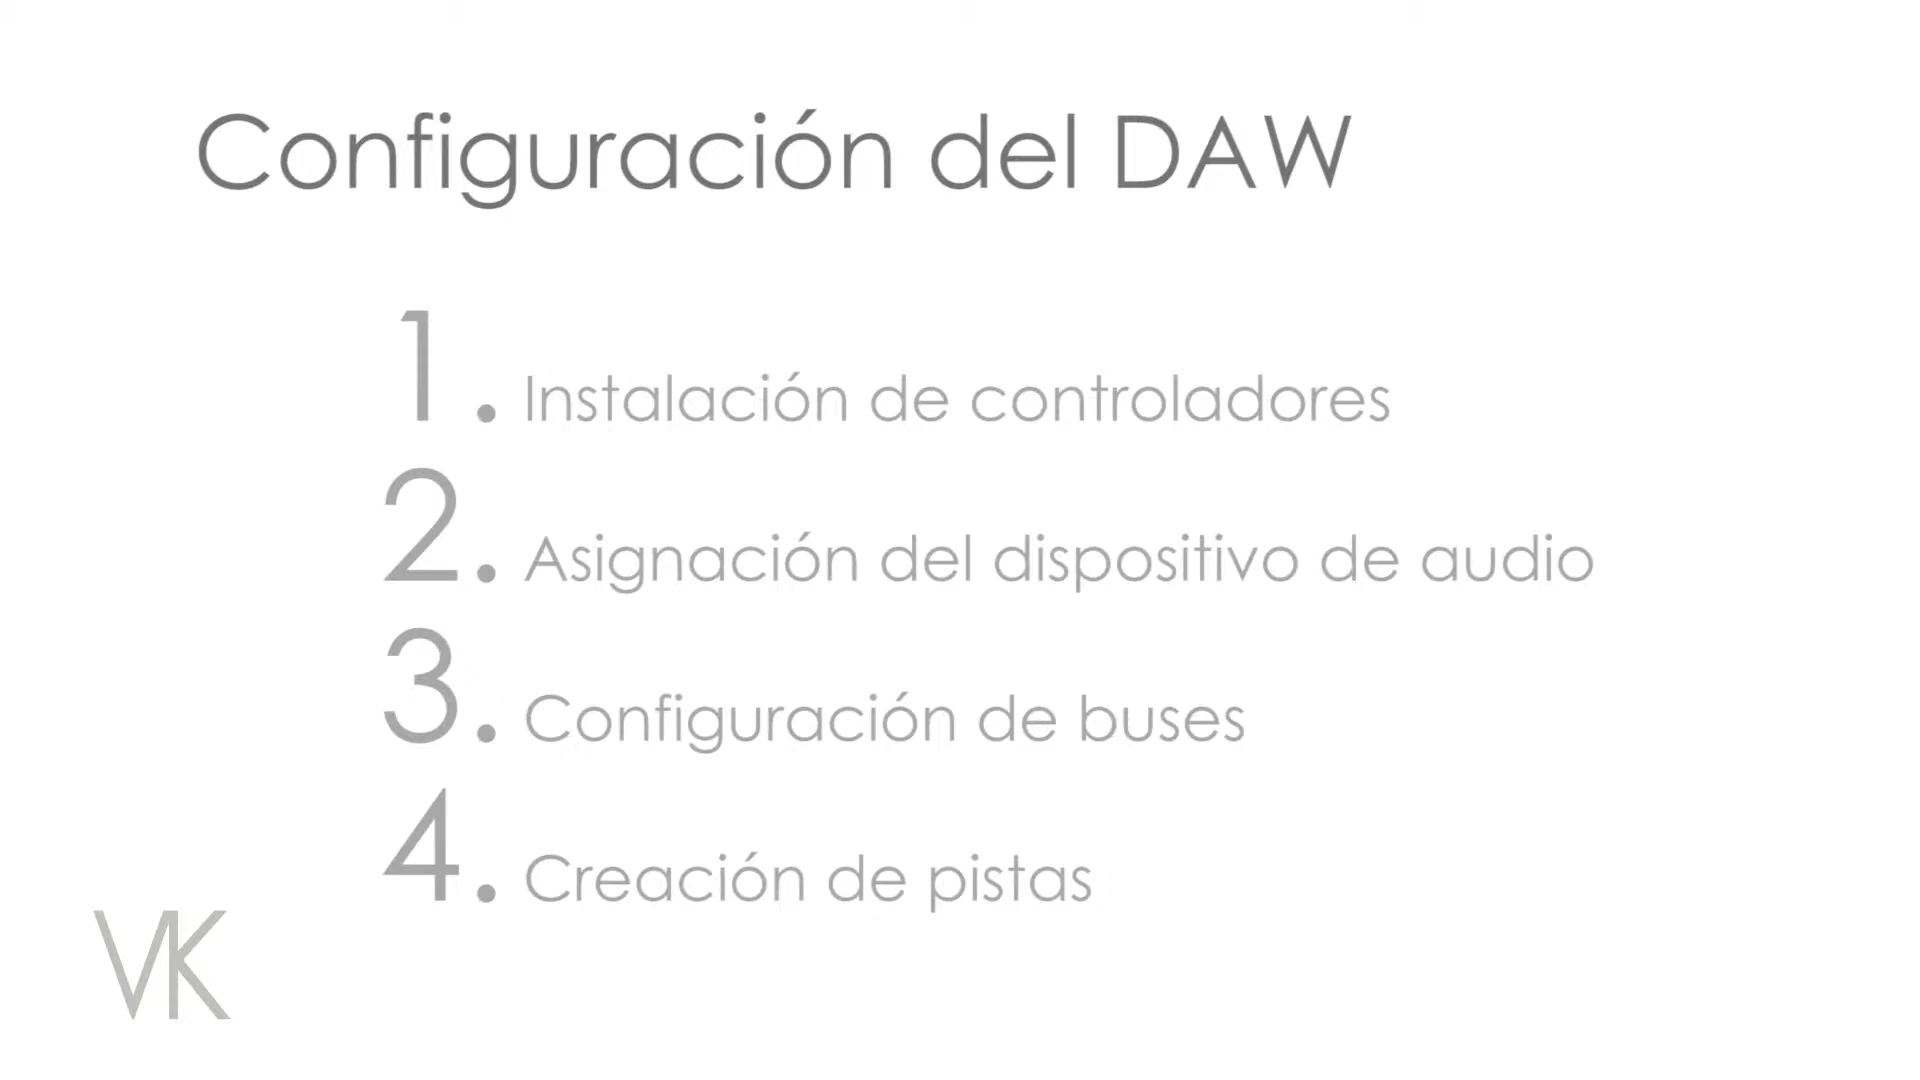 Configuración del DAW
1. Instalación de controladores
2. Asignación del dispositivo de audio
3. Configuración de buses
4. Creación de pistas
VK